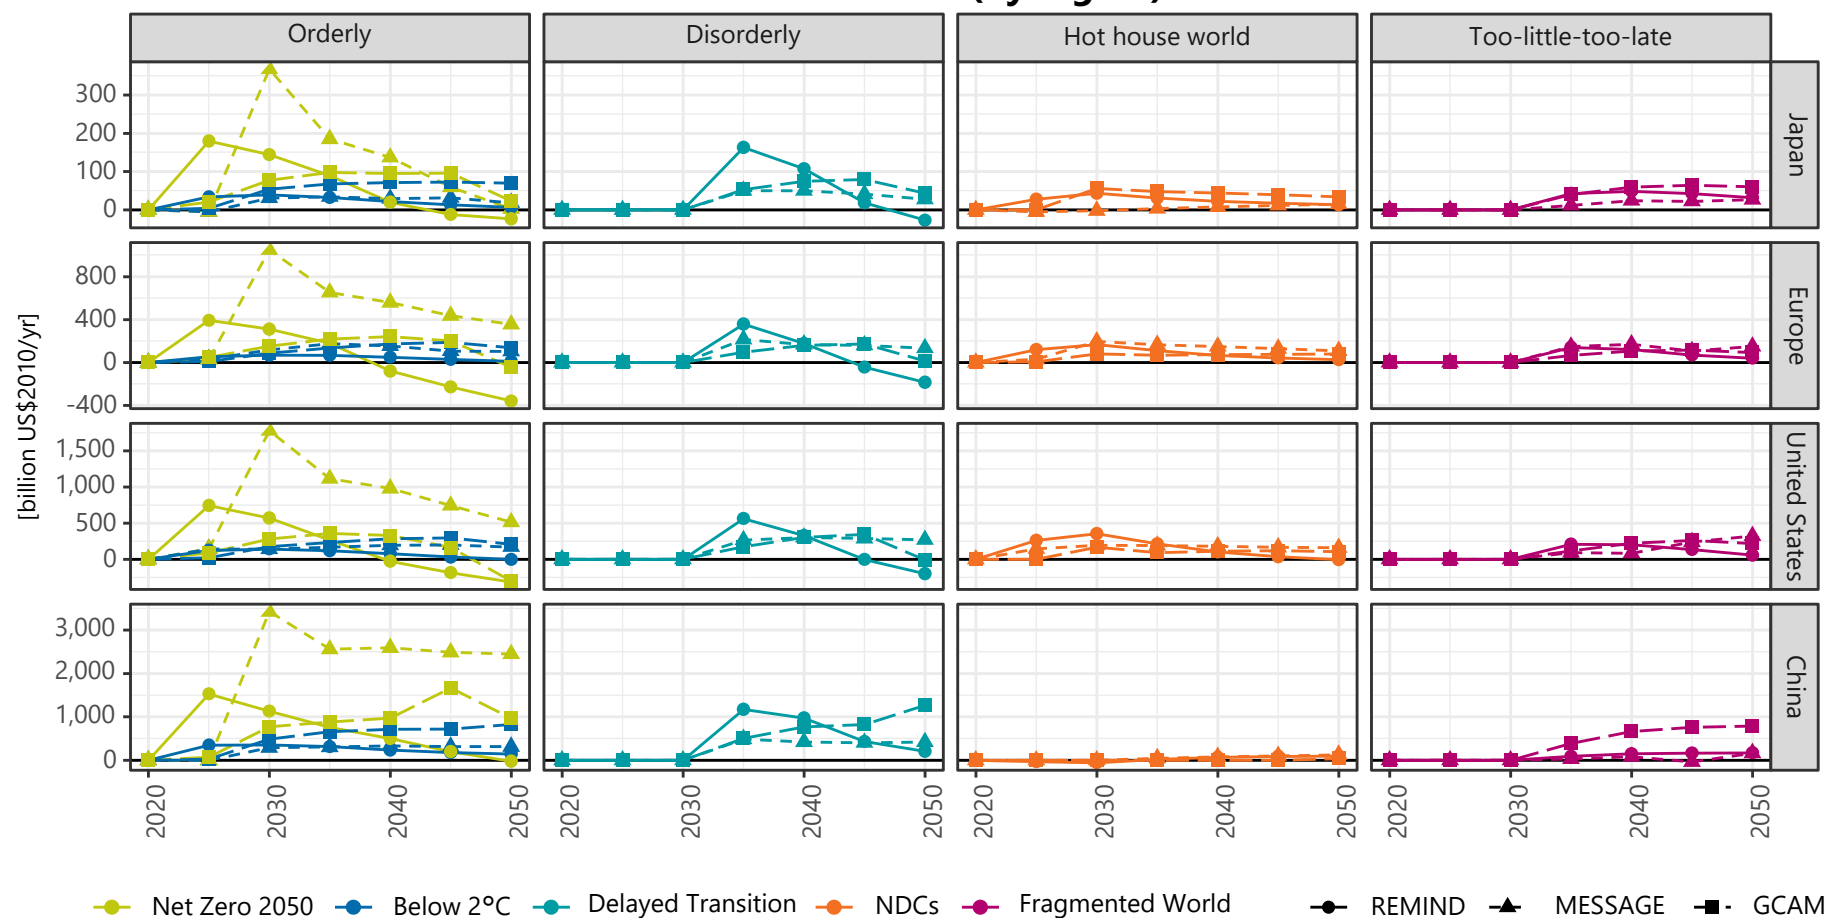 Orderly Disorderly Hot house world Too-little-too-late
[billion US$2010/yr]
300
200
100
0
Japan
800
400
0
-400
Europe
1,500
1,000
500
0
United States
3,000
2,000
1,000
0
China
2020 2030 2040 2050 2020 2030 2040 2050 2020 2030 2040 2050 2020 2030 2040 2050
Net Zero 2050 Below 2°C Delayed Transition NDCs Fragmented World REMIND MESSAGE GCAM